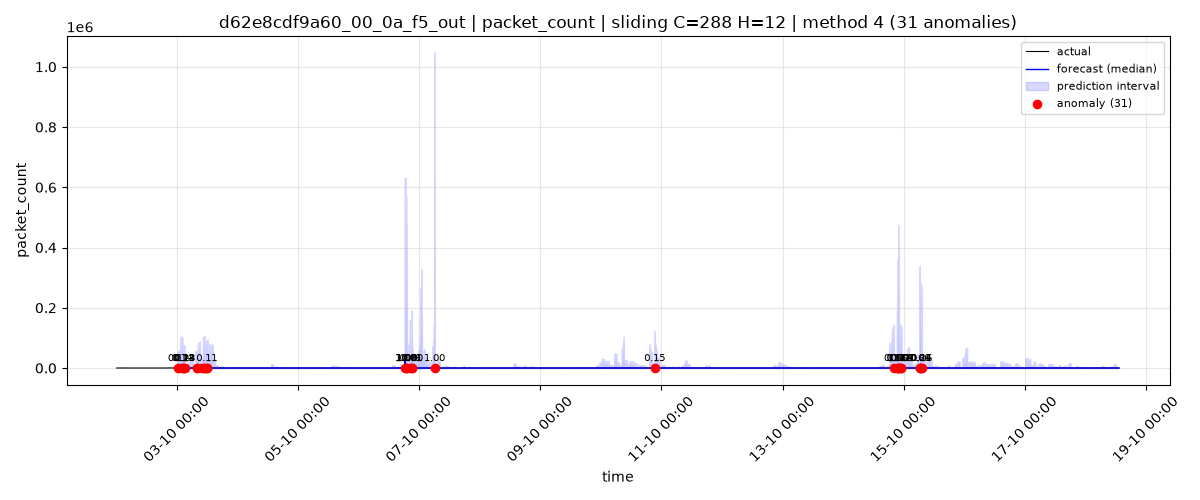 d62e8cdf9a60_00_0a_f5_out | packet_count | sliding C=288 H=12 | method 4 (31 anomalies)
1e6
actual
forecast (median)
prediction interval
anomaly (31)
packet_count
1.0
0.8
0.6
0.4
0.2
0.0
0.11
1.00
0.15
03-10 00:00
05-10 00:00
07-10 00:00
09-10 00:00
11-10 00:00
13-10 00:00
15-10 00:00
17-10 00:00
19-10 00:00
time